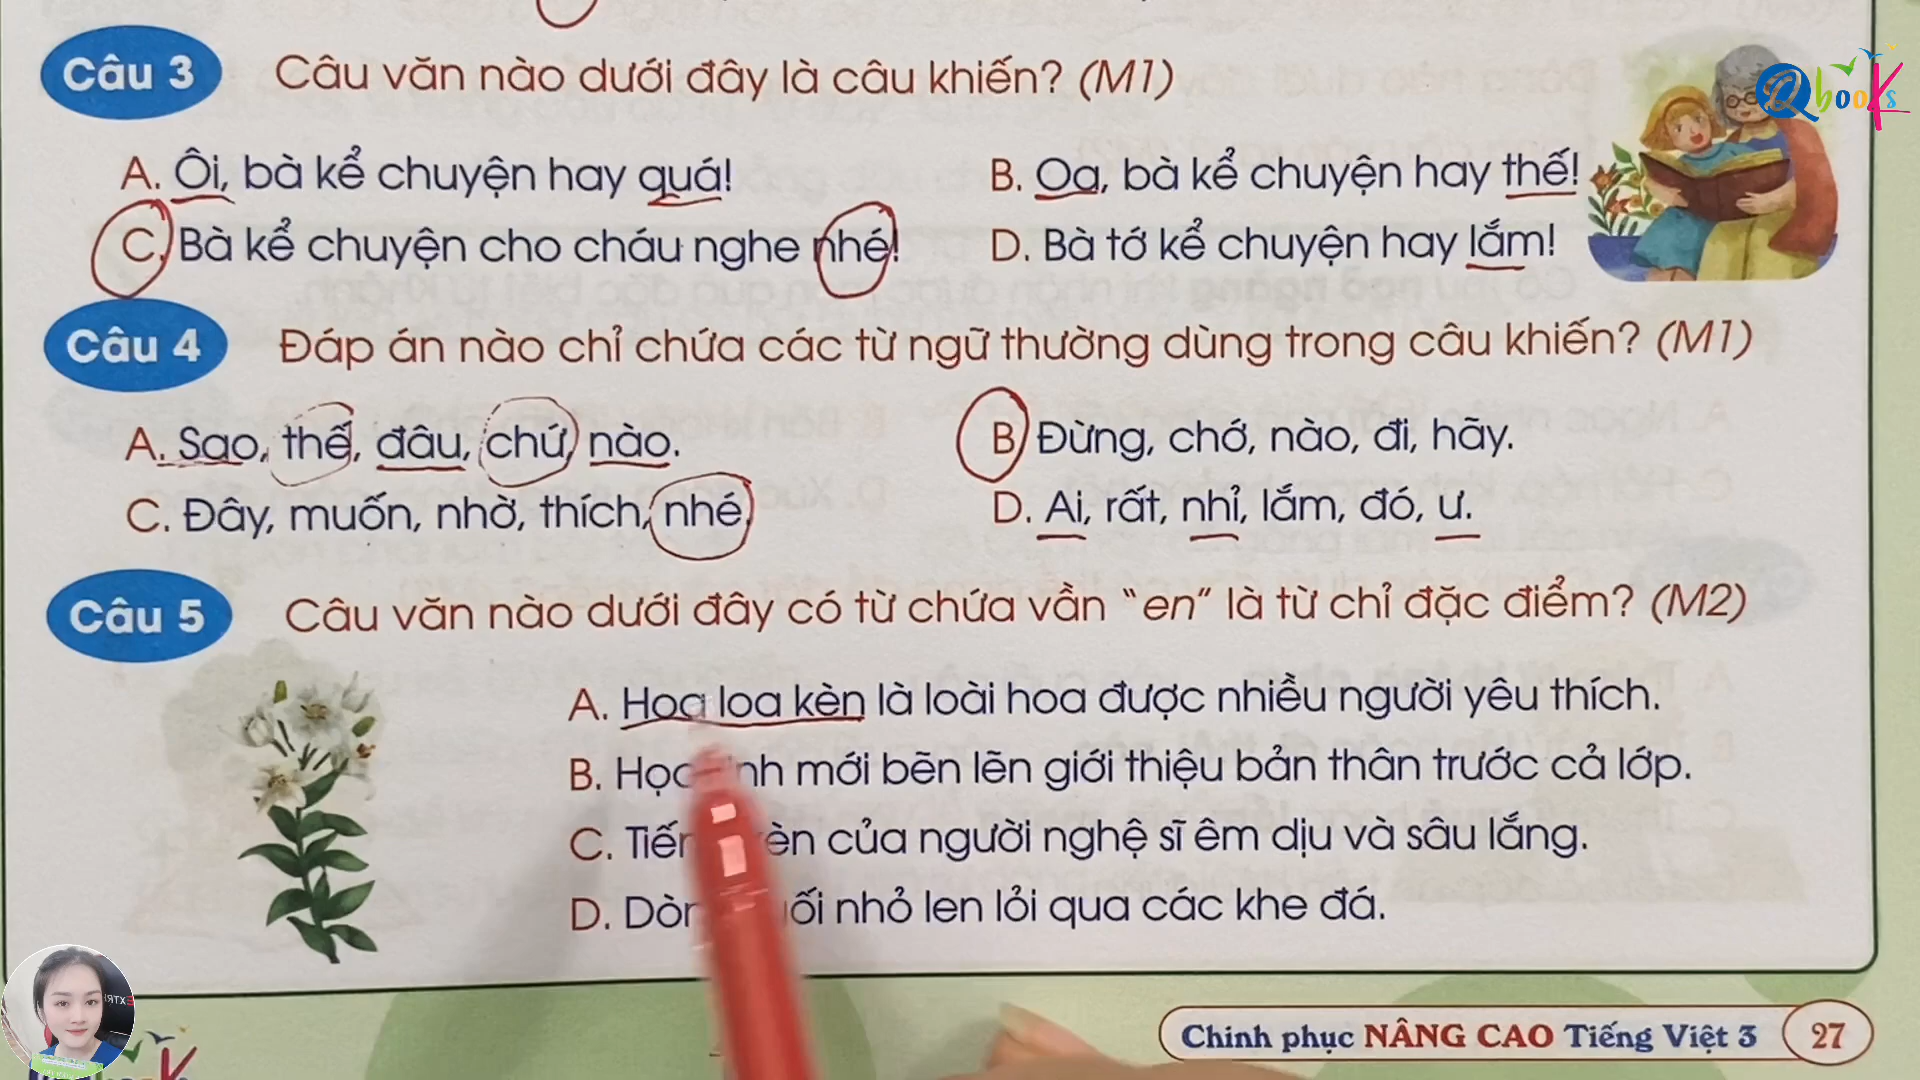 Câu 3 Câu văn nào dưới đây là câu khiến? (M1)
Qbooks
A. Ôi, bà kể chuyện hay quá! B. Oa, bà kể chuyện hay thế!
C. Bà kể chuyện cho cháu nghe nhé! D. Bà tớ kể chuyện hay lắm!
Câu 4 Đáp án nào chỉ chứa các từ ngữ thường dùng trong câu khiến? (M1)
A. Sao, thế, đâu, chứ, nào. B. Đừng, chớ, nào, đi, hãy.
C. Đây, muốn, nhờ, thích, nhé. D. Ai, rất, nhỉ, lắm, đó, ư.
Câu 5 Câu văn nào dưới đây có từ chứa vần "en" là từ chỉ đặc điểm? (M2)
A. Hoa loa kèn là loài hoa được nhiều người yêu thích.
B. mới bẽn lẽn giới thiệu bản thân trước cả lớp.
C. của người nghệ sĩ êm dịu và sâu lắng.
D. nhỏ len lỏi qua các khe đá.
Chinh phục NÂNG CAO Tiếng Việt 3 27